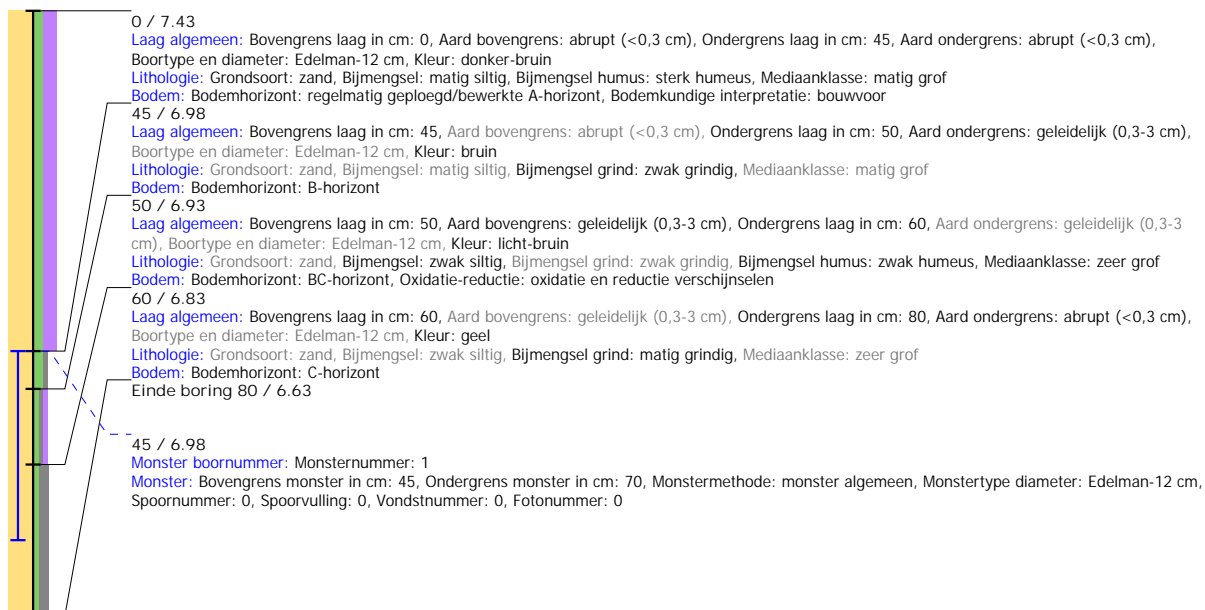 0 / 7.43
Laag algemeen: Bovengrens laag in cm: 0, Aard bovengrens: abrupt (<0,3 cm), Ondergrens laag in cm: 45, Aard ondergrens: abrupt (<0,3 cm),
Boortype en diameter: Edelman-12 cm, Kleur: donker-bruin
Lithologie: Grondsoort: zand, Bijmengsel: matig siltig, Bijmengsel humus: sterk humeus, Mediaanklasse: matig grof
Bodem: Bodemhorizont: regelmatig geploegd/bewerkte A-horizont, Bodemkundige interpretatie: bouwvoor
45 / 6.98
Laag algemeen: Bovengrens laag in cm: 45, Aard bovengrens: abrupt (<0,3 cm), Ondergrens laag in cm: 50, Aard ondergrens: geleidelijk (0,3-3 cm),
Boortype en diameter: Edelman-12 cm, Kleur: bruin
Lithologie: Grondsoort: zand, Bijmengsel: matig siltig, Bijmengsel grind: zwak grindig, Mediaanklasse: matig grof
Bodem: Bodemhorizont: B-horizont
50 / 6.93
Laag algemeen: Bovengrens laag in cm: 50, Aard bovengrens: geleidelijk (0,3-3 cm), Ondergrens laag in cm: 60, Aard ondergrens: geleidelijk (0,3-3
cm), Boortype en diameter: Edelman-12 cm, Kleur: licht-bruin
Lithologie: Grondsoort: zand, Bijmengsel: zwak siltig, Bijmengsel grind: zwak grindig, Bijmengsel humus: zwak humeus, Mediaanklasse: zeer grof
Bodem: Bodemhorizont: BC-horizont, Oxidatie-reductie: oxidatie en reductie verschijnselen
60 / 6.83
Laag algemeen: Bovengrens laag in cm: 60, Aard bovengrens: geleidelijk (0,3-3 cm), Ondergrens laag in cm: 80, Aard ondergrens: abrupt (<0,3 cm),
Boortype en diameter: Edelman-12 cm, Kleur: geel
Lithologie: Grondsoort: zand, Bijmengsel: zwak siltig, Bijmengsel grind: matig grindig, Mediaanklasse: zeer grof
Bodem: Bodemhorizont: C-horizont
Einde boring 80 / 6.63
45 / 6.98
Monster boornummer: Monsternummer: 1
Monster: Bovengrens monster in cm: 45, Ondergrens monster in cm: 70, Monstermethode: monster algemeen, Monstertype diameter: Edelman-12 cm,
Spoornummer: 0, Spoorvulling: 0, Vondstnummer: 0, Fotonummer: 0